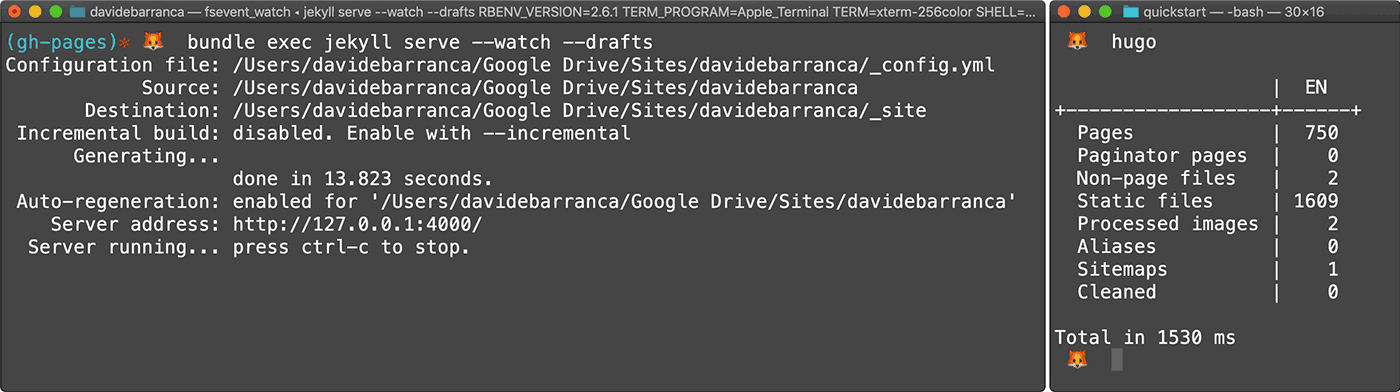 davidebarranca — fsevent_watch ◂ jekyll serve --watch --drafts RBENV_VERSION=2.6.1 TERM_PROGRAM=Apple_Terminal TERM=xterm-256color SHELL=...
(gh-pages)* 🦊 bundle exec jekyll serve --watch --drafts
Configuration file: /Users/davidebarranca/Google Drive/Sites/davidebarranca/_config.yml
Source: /Users/davidebarranca/Google Drive/Sites/davidebarranca
Destination: /Users/davidebarranca/Google Drive/Sites/davidebarranca/_site
Incremental build: disabled. Enable with --incremental
Generating...
done in 13.823 seconds.
Auto-regeneration: enabled for '/Users/davidebarranca/Google Drive/Sites/davidebarranca'
Server address: http://127.0.0.1:4000/
Server running... press ctrl-c to stop.
quickstart — -bash — 30×16
🦊 hugo
| EN
+------------------+------+
Pages | 750
Paginator pages | 0
Non-page files | 2
Static files | 1609
Processed images | 2
Aliases | 0
Sitemaps | 1
Cleaned | 0
Total in 1530 ms
🦊